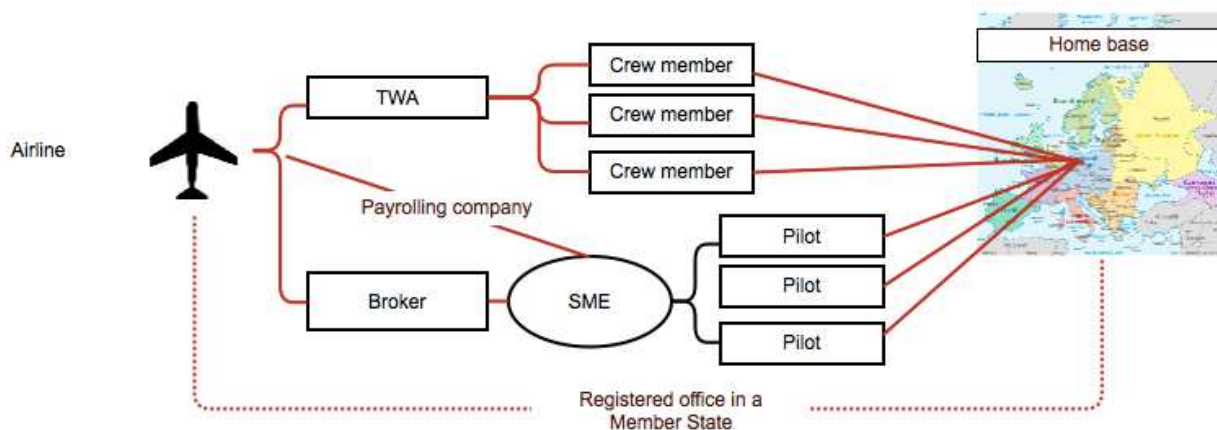 Home base
Crew member
TWA
Crew member
Airline
Crew member
Payrolling company
Pilot
Broker
SME
Pilot
Pilot
Registered office in a
Member State